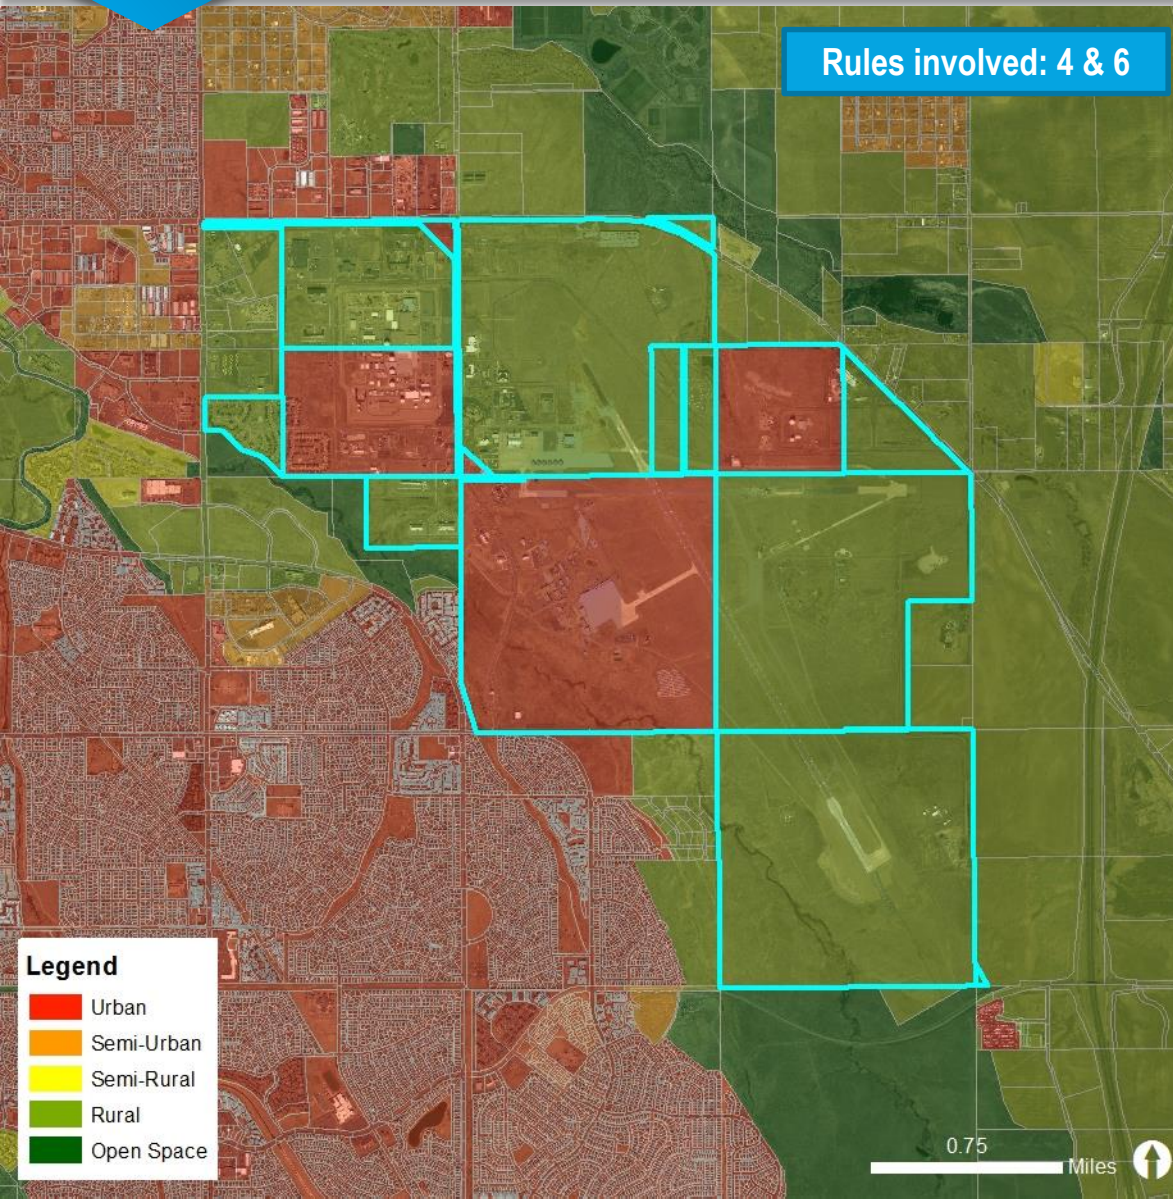 Rules involved: 4 & 6
Legend
Urban
Semi-Urban
Semi-Rural
Rural
Open Space
0.75
Miles